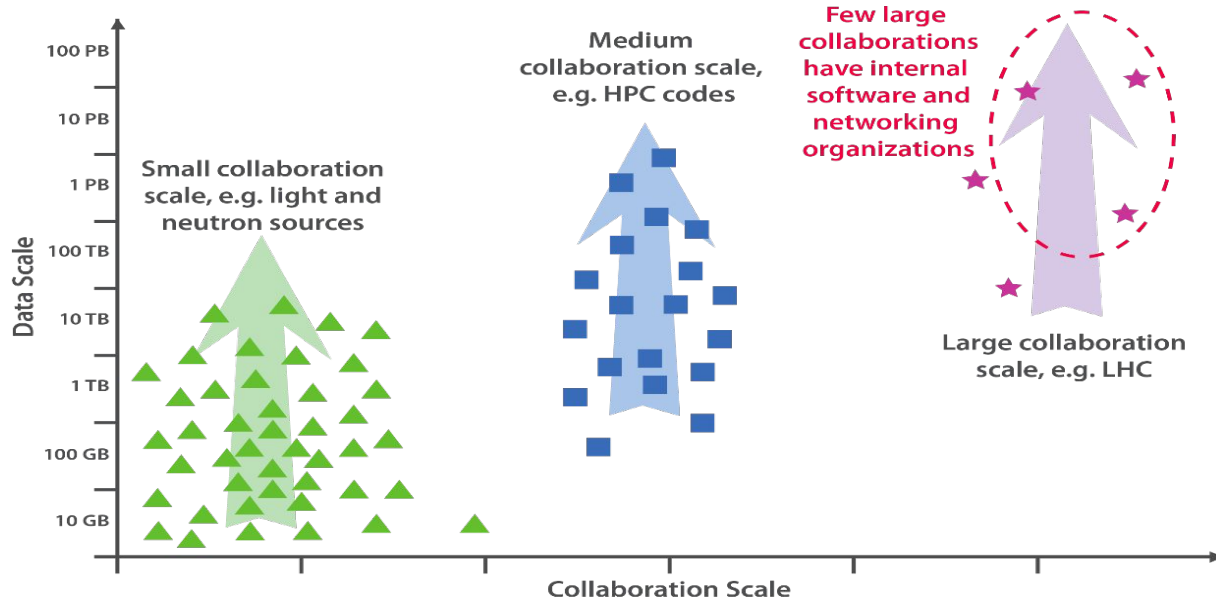 Few large
collaborations
have internal
software and
networking
organizations
Medium
collaboration scale,
e.g. HPC codes
Small collaboration
scale, e.g. light and
neutron sources
Large collaboration
scale, e.g. LHC
Data Scale
100 PB
10 PB
1 PB
100 TB
10 TB
1 TB
100 GB
10 GB
Collaboration Scale